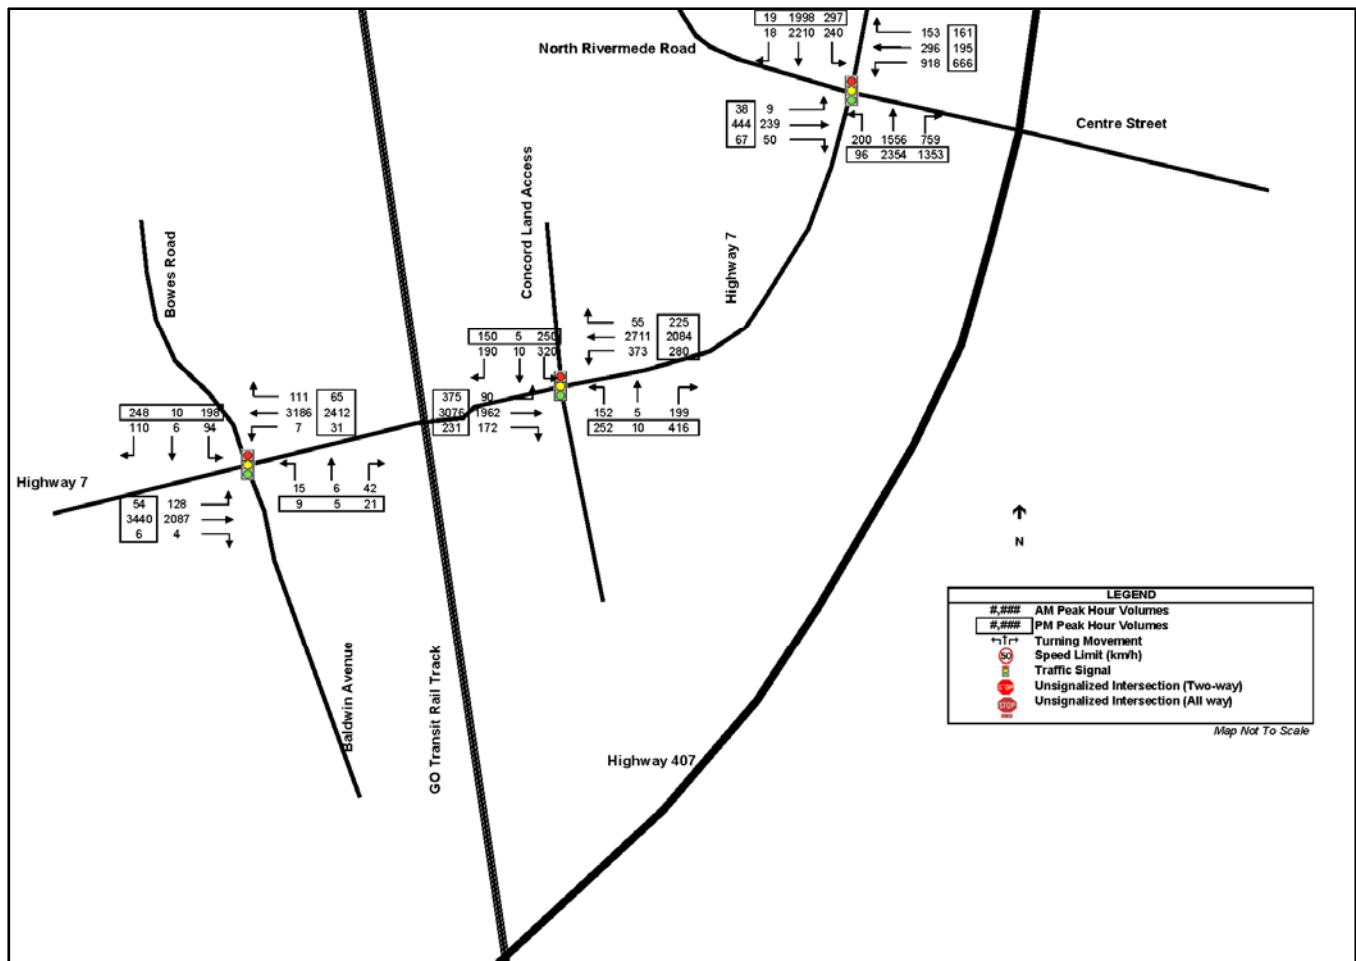 19 1998 297
18 2210 240
153 161
296 195
918 666
North Rivermede Road
38 9
444 239
67 50
200 1556 759
96 2354 1353
Centre Street
Concord Land Access
Bowes Road
Highway 7
150 5 250
190 10 320
55 225
2711 2084
373 280
375 90
3076 1962
231 172
152 5 199
252 10 416
248 10 198
110 6 94
111 65
3186 2412
7 31
Highway 7
54 128
3440 2087
6 4
15 6 42
9 5 21
N
Baldwin Avenue
GO Transit Rail Track
Highway 407
LEGEND
#,### AM Peak Hour Volumes
#,### PM Peak Hour Volumes
Turning Movement
50 Speed Limit (km/h)
Traffic Signal
STOP Unsignalized Intersection (Two-way)
STOP Unsignalized Intersection (All way)
Map Not To Scale